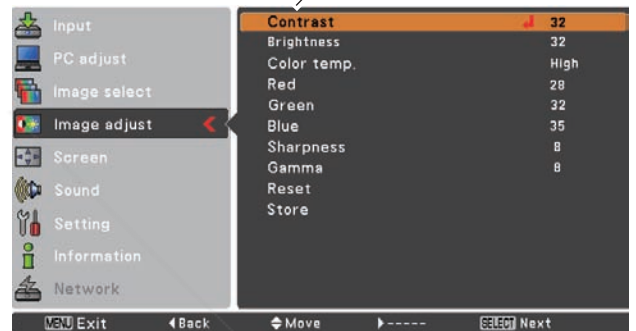 Input
PC adjust
Image select
Image adjust
Screen
Sound
Setting
Information
Network
Contrast 32
Brightness 32
Color temp. High
Red 28
Green 32
Blue 35
Sharpness 8
Gamma 8
Reset
Store
MENU Exit ◀Back Move ▶----- SELECT Next